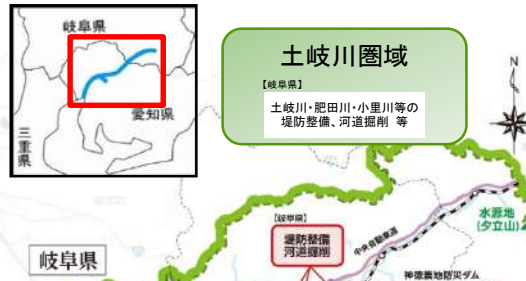 岐阜県
愛知県
三重県
土岐川圏域
【岐阜県】
土岐川・肥田川・小里川等の
堤防整備、河道掘削 等
N
水源地
(夕立山)
【岐阜県】
堤防整備
河道掘削
中央自動車道
岐阜県
神徳農地防災ダム